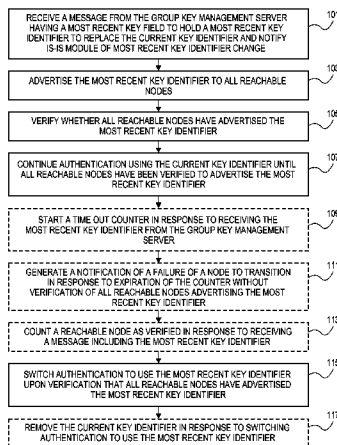 RECEIVE A MESSAGE FROM THE GROUP KEY MANAGEMENT SERVER
HAVING A MOST RECENT KEY FIELD TO HOLD A MOST RECENT KEY
IDENTIFIER TO REPLACE THE CURRENT KEY IDENTIFIER AND NOTIFY
IS-IS MODULE OF MOST RECENT KEY IDENTIFIER CHANGE
101
ADVERTISE THE MOST RECENT KEY IDENTIFIER TO ALL REACHABLE
NODES
103
VERIFY WHETHER ALL REACHABLE NODES HAVE ADVERTISED THE
MOST RECENT KEY IDENTIFIER
105
CONTINUE AUTHENTICATION USING THE CURRENT KEY IDENTIFIER UNTIL
ALL REACHABLE NODES HAVE BEEN VERIFIED TO ADVERTISE THE MOST
RECENT KEY IDENTIFIER
107
START A TIME OUT COUNTER IN RESPONSE TO RECEIVING THE
MOST RECENT KEY IDENTIFIER FROM THE GROUP KEY MANAGEMENT
SERVER
109
GENERATE A NOTIFICATION OF A FAILURE OF A NODE TO TRANSITION
IN RESPONSE TO EXPIRATION OF THE COUNTER WITHOUT
VERIFICATION OF ALL REACHABLE NODES ADVERTISING THE MOST
RECENT KEY IDENTIFIER
111
COUNT A REACHABLE NODE AS VERIFIED IN RESPONSE TO RECEIVING
A MESSAGE INCLUDING THE MOST RECENT KEY IDENTIFIER
113
SWITCH AUTHENTICATION TO USE THE MOST RECENT KEY IDENTIFIER
UPON VERIFICATION THAT ALL REACHABLE NODES HAVE ADVERTISED
THE MOST RECENT KEY IDENTIFIER
115
REMOVE THE CURRENT KEY IDENTIFIER IN RESPONSE TO SWITCHING
AUTHENTICATION TO USE THE MOST RECENT KEY IDENTIFIER
117